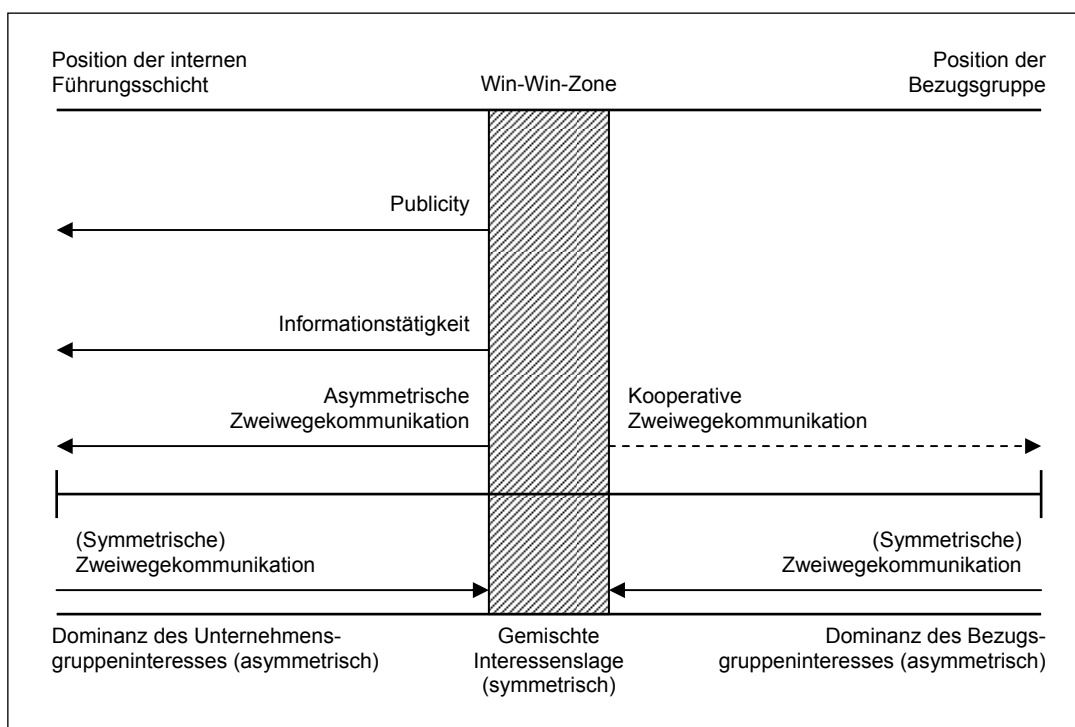 Position der internen
Führungsschicht
Win-Win-Zone
Position der
Bezugsgruppe
Publicity
Informationstätigkeit
Asymmetrische
Zweiwegekommunikation
Kooperative
Zweiwegekommunikation
(Symmetrische)
Zweiwegekommunikation
(Symmetrische)
Zweiwegekommunikation
Dominanz des Unternehmens-
gruppeninteresses (asymmetrisch)
Gemischte
Interessenslage
(symmetrisch)
Dominanz des Bezugs-
gruppeninteresses (asymmetrisch)